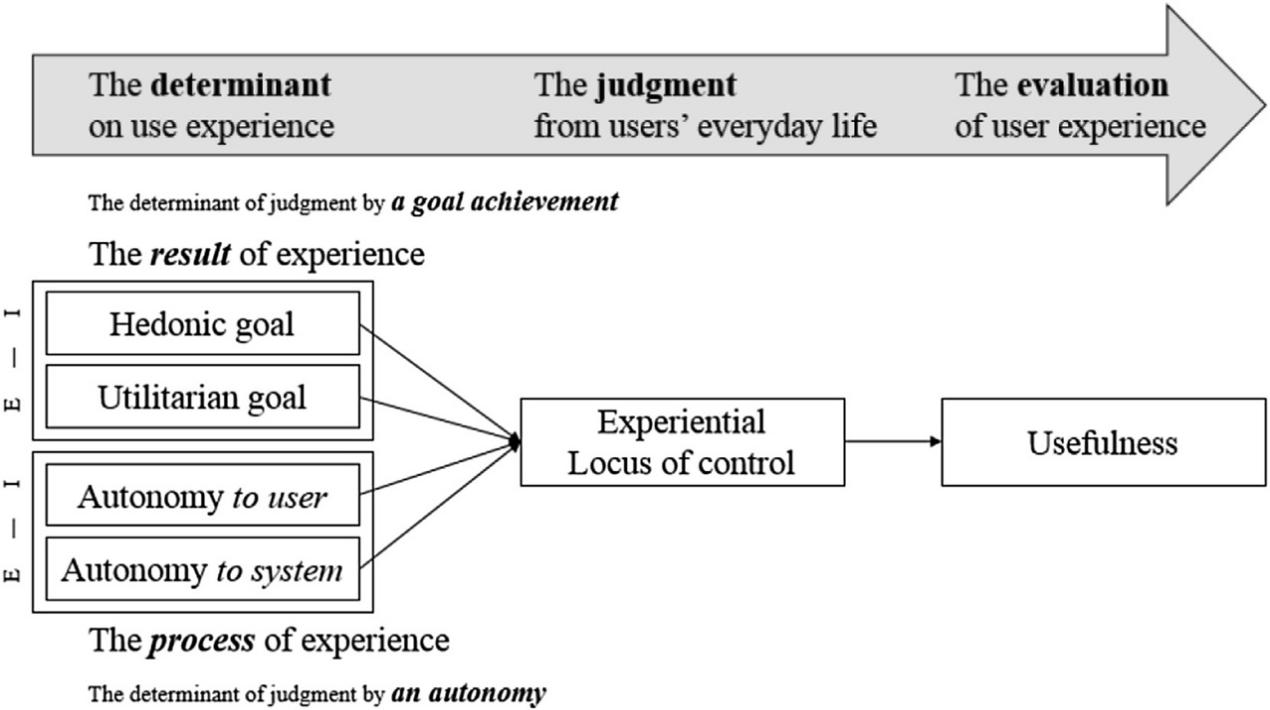 The determinant
on use experience
The judgment
from users’ everyday life
The evaluation
of user experience
The determinant of judgment by a goal achievement
The result of experience
E — I
Hedonic goal
Utilitarian goal
E — I
Autonomy to user
Autonomy to system
Experiential
Locus of control
Usefulness
The process of experience
The determinant of judgment by an autonomy